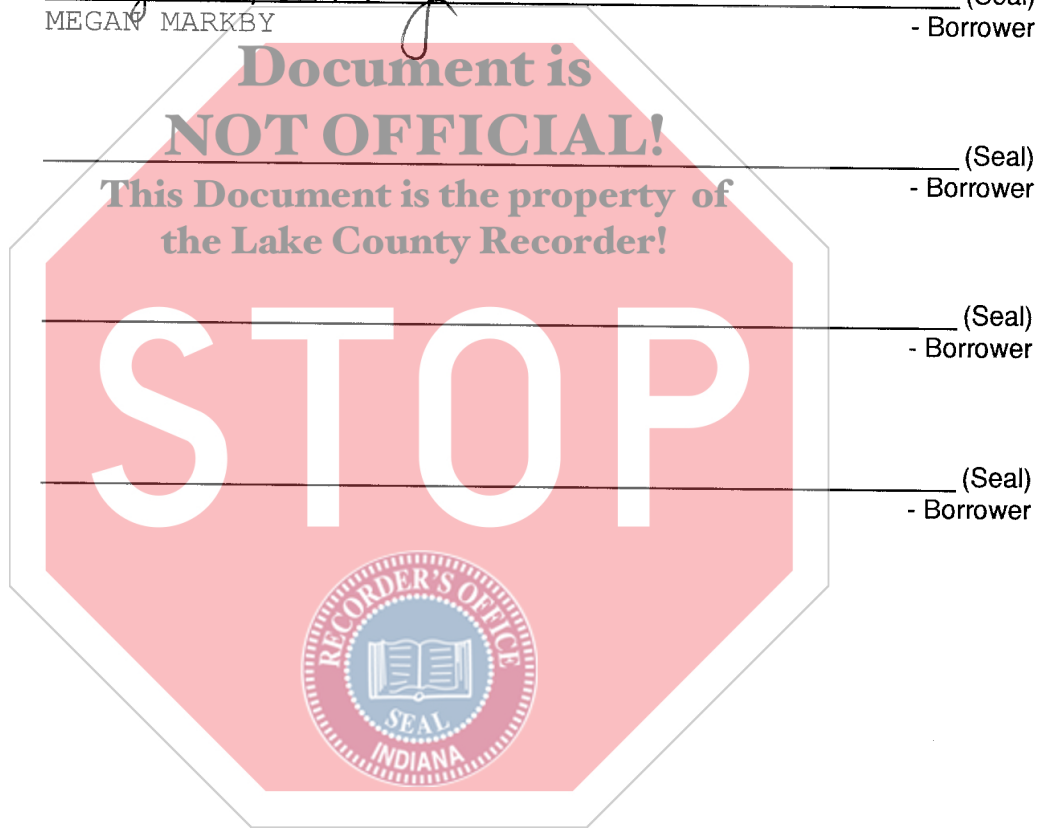 (Seal)
MEGAN MARKBY
- Borrower
Document is
NOT OFFICIAL!
(Seal)
- Borrower
This Document is the property of
the Lake County Recorder!
(Seal)
- Borrower
STOP
(Seal)
- Borrower
RECORDER'S OFFICE
SEAL
INDIANA